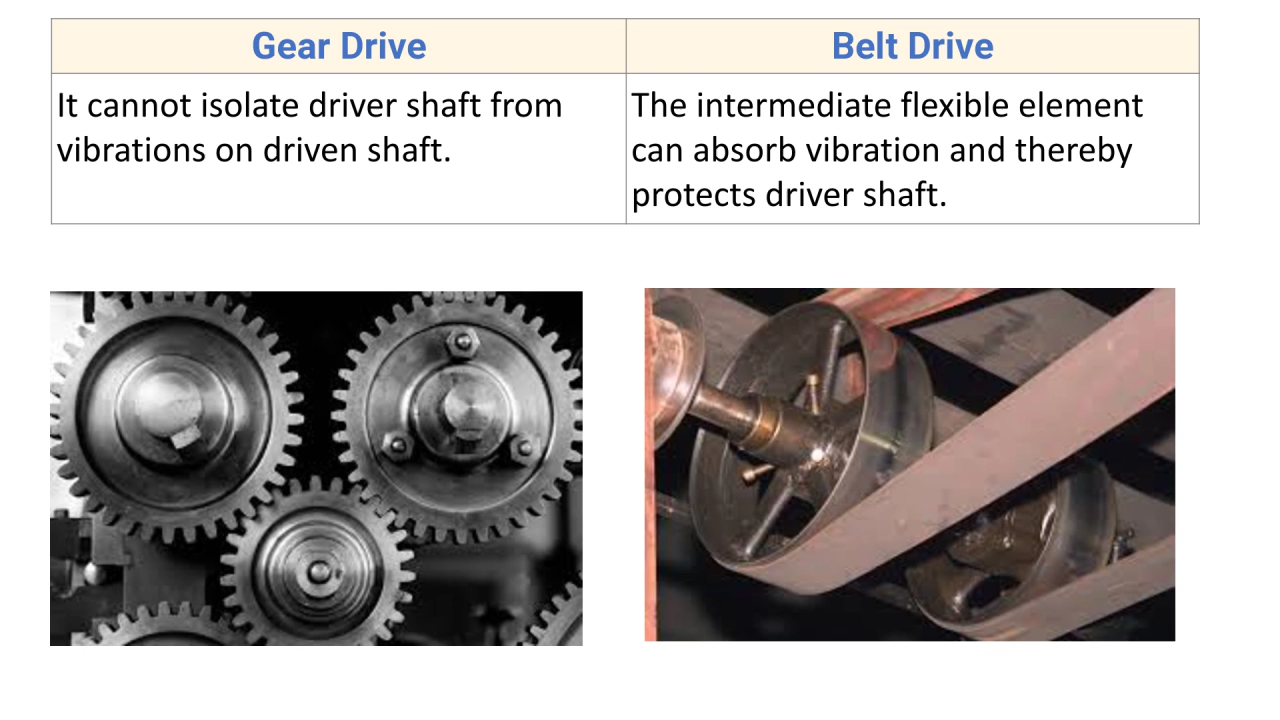 Gear Drive
Belt Drive
It cannot isolate driver shaft from
vibrations on driven shaft.
The intermediate flexible element
can absorb vibration and thereby
protects driver shaft.